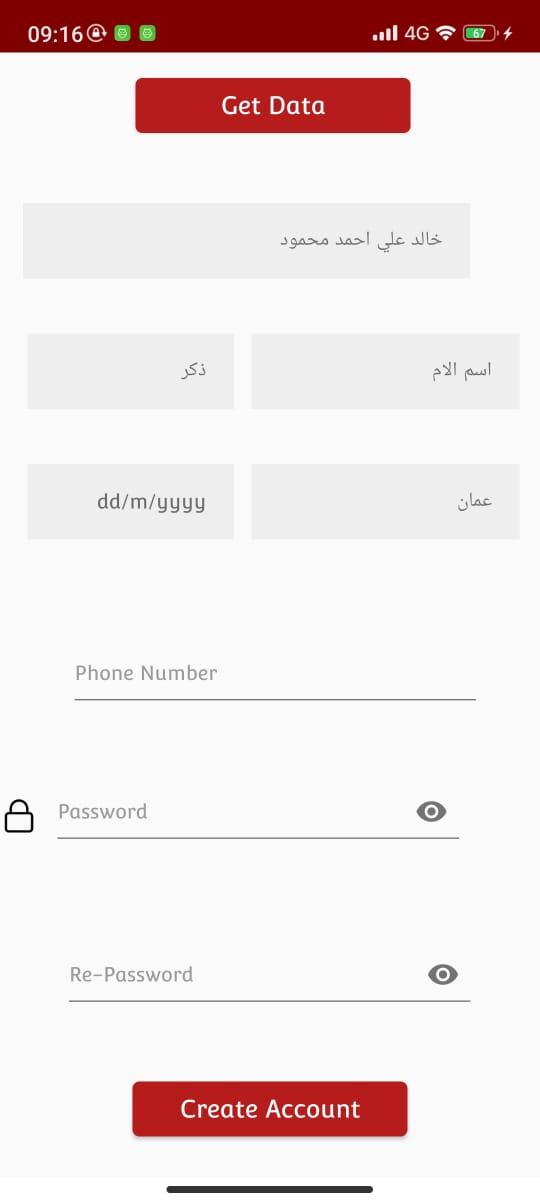 09:16 4G 67
Get Data
خالد علي احمد محمود
اسم الام
ذكر
عمان
dd/m/yyyy
Phone Number
Password
Re-Password
Create Account